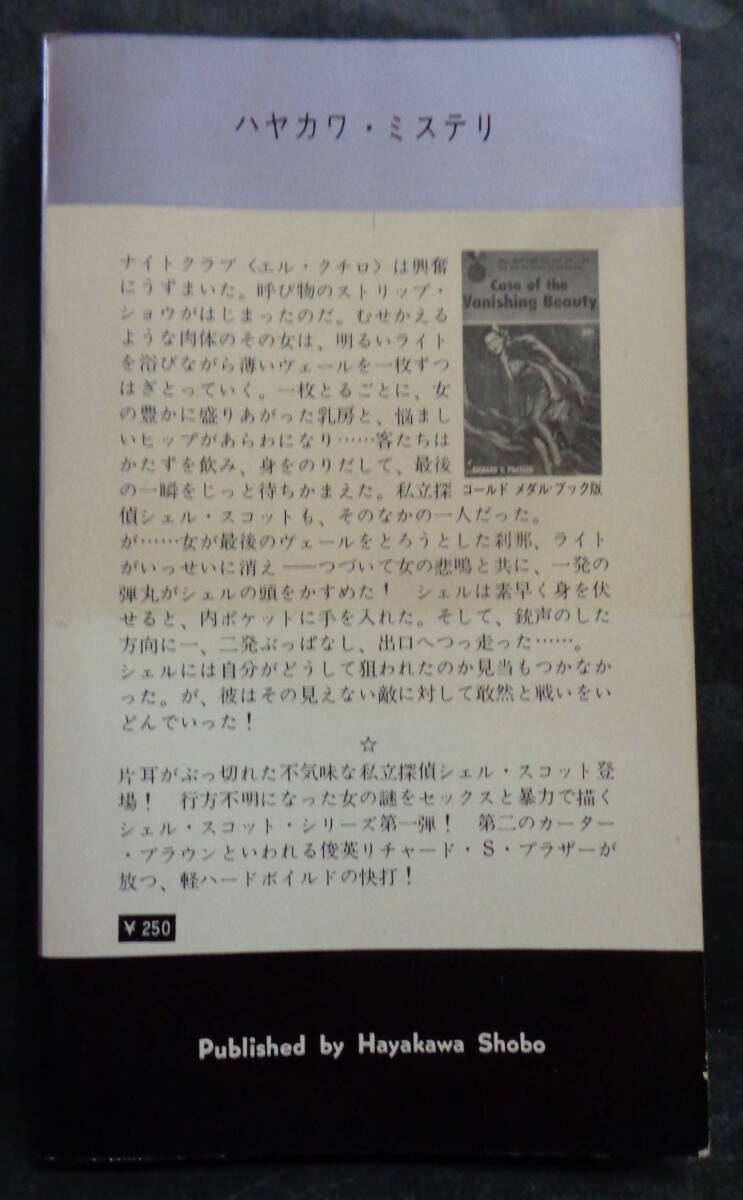 ハヤカワ・ミステリ
ナイトクラブ〈エル・クチロ〉は興奮
にうずまいた。呼び物のストリップ・
ショウがはじまったのだ。むせかえる
ような肉体のその女は、明るいライト
を浴びながら薄いヴェールを一枚ずつ
はぎとっていく。一枚とるごとに、女
の豊かに盛りあがった乳房と、悩まし
いヒップがあらわになり……客たちは
かたずを飲み、身をのりだして、最後
の一瞬をじっと待ちかまえた。私立探
偵シェル・スコットも、そのなかの一人だった。
が……女が最後のヴェールをとろうとした刹那、ライト
がいっせいに消え――つづいて女の悲鳴と共に、一発の
弾丸がシェルの頭をかすめた！　シェルは素早く身を伏
せると、内ポケットに手を入れた。そして、銃声のした
方向に一、二発ぶっぱなし、出口へつっ走った……。
シェルには自分がどうして狙われたのか見当もつかなか
った。が、彼はその見えない敵に対して敢然と戦いをい
どんでいった！
Case of the
Vanishing Beauty
RICHARD S. PRATHER
ゴールド メダル・ブック版
☆
片耳がぶっ切れた不気味な私立探偵シェル・スコット登
場！　行方不明になった女の謎をセックスと暴力で描く
シェル・スコット・シリーズ第一弾！　第二のカーター
・ブラウンといわれる俊英リチャード・S・プラザーが
放つ、軽ハードボイルドの快打！
¥ 250
Published by Hayakawa Shobo